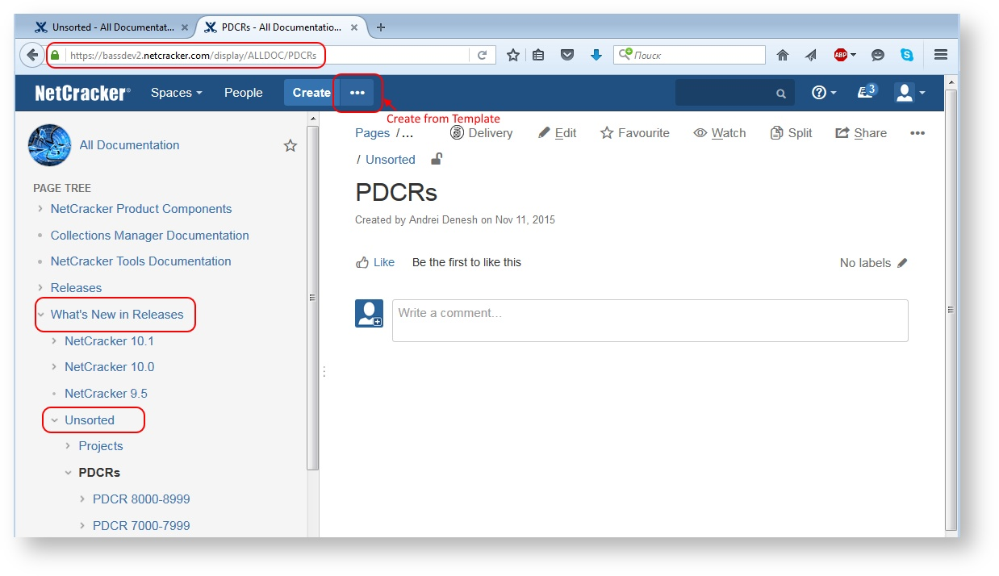 Unsorted - All Documentat...
PDCRs - All Documentatio...
https://bassdev2.netcracker.com/display/ALLDOC/PDCRs
Поиск
ABP
NetCracker®
Spaces
People
Create
•••
3
Create from Template
All Documentation
Pages /...
Delivery
Edit
Favourite
Watch
Split
Share
•••
/ Unsorted
PDCRs
Created by Andrei Denesh on Nov 11, 2015
Like
Be the first to like this
No labels
Write a comment...
PAGE TREE
NetCracker Product Components
Collections Manager Documentation
NetCracker Tools Documentation
Releases
What's New in Releases
NetCracker 10.1
NetCracker 10.0
NetCracker 9.5
Unsorted
Projects
PDCRs
PDCR 8000-8999
PDCR 7000-7999